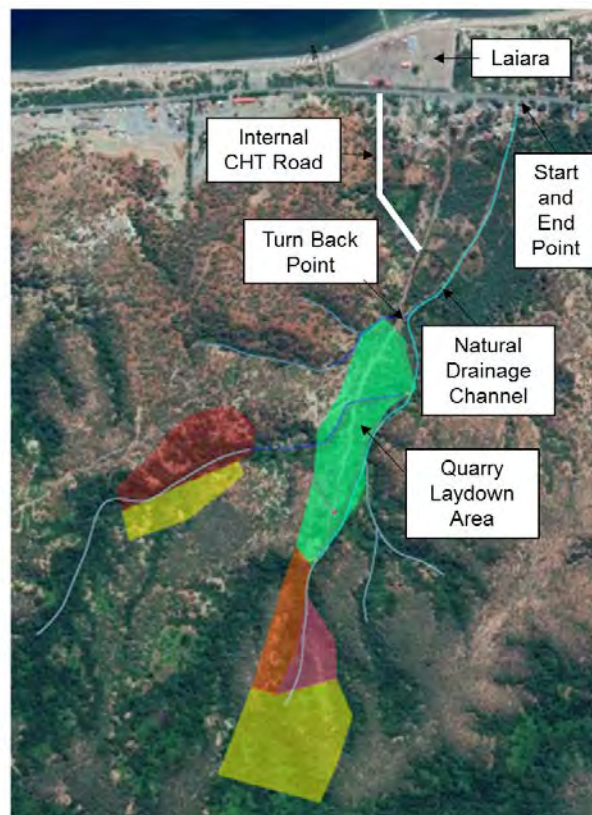 Laiara
Internal
CHT Road
Start
and
End
Point
Turn Back
Point
Natural
Drainage
Channel
Quarry
Laydown
Area